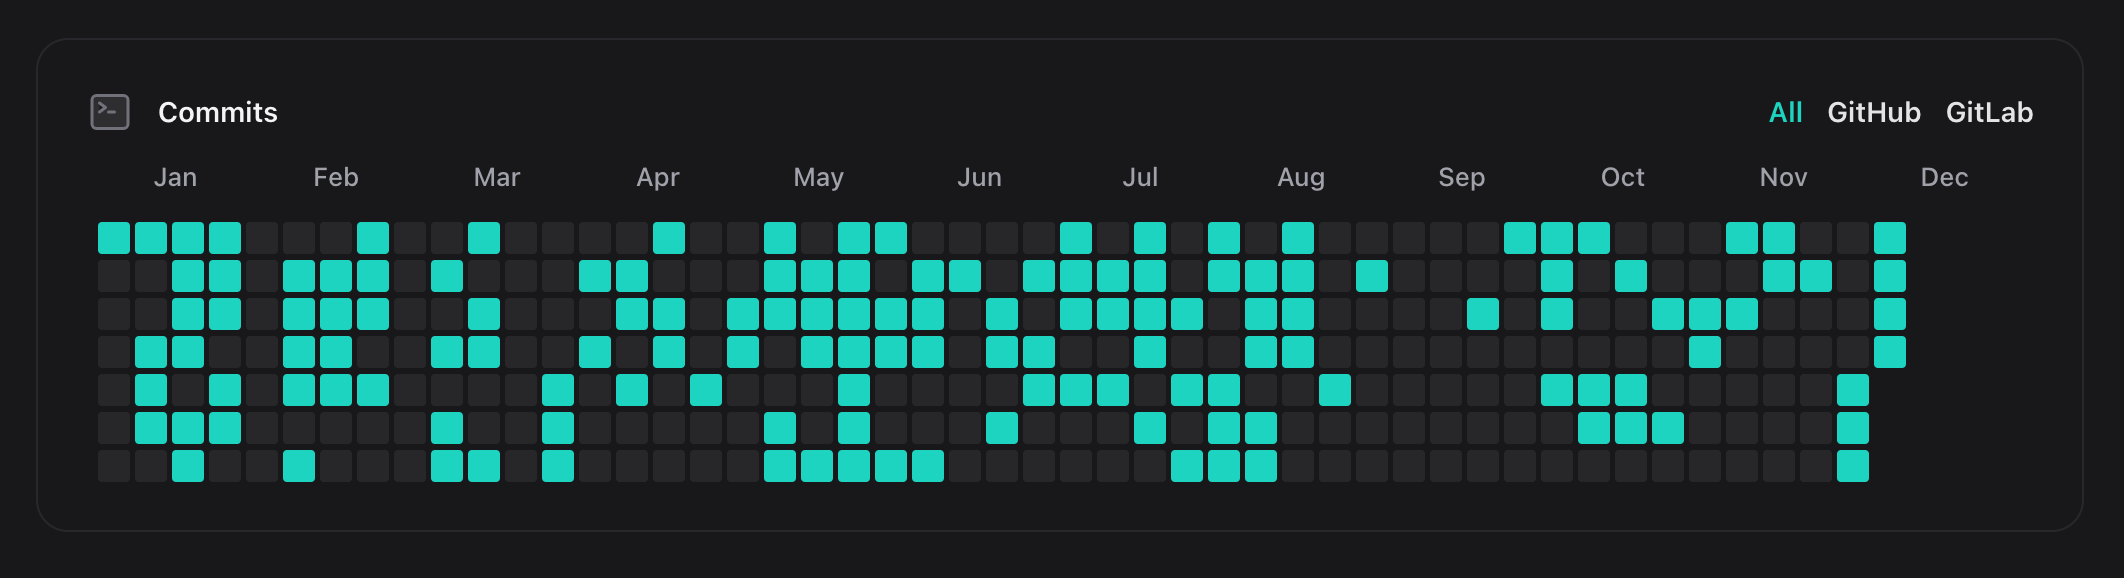 Commits
All GitHub GitLab
Jan Feb Mar Apr May Jun Jul Aug Sep Oct Nov Dec